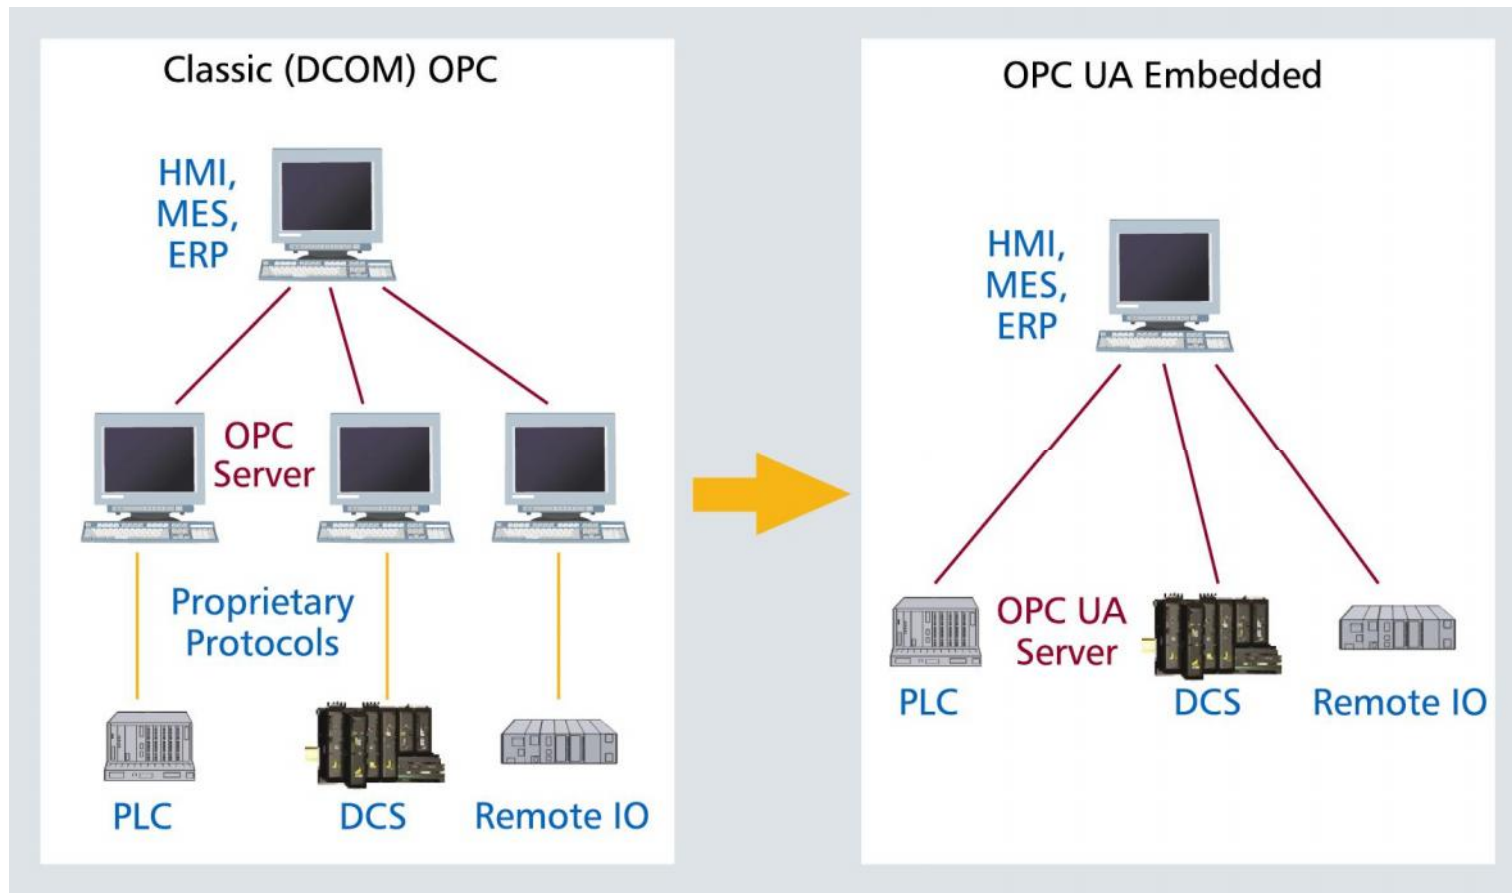 Classic (DCOM) OPC
HMI,
MES,
ERP
OPC
Server
Proprietary
Protocols
PLC
DCS
Remote IO
OPC UA Embedded
HMI,
MES,
ERP
OPC UA
Server
PLC
DCS
Remote IO